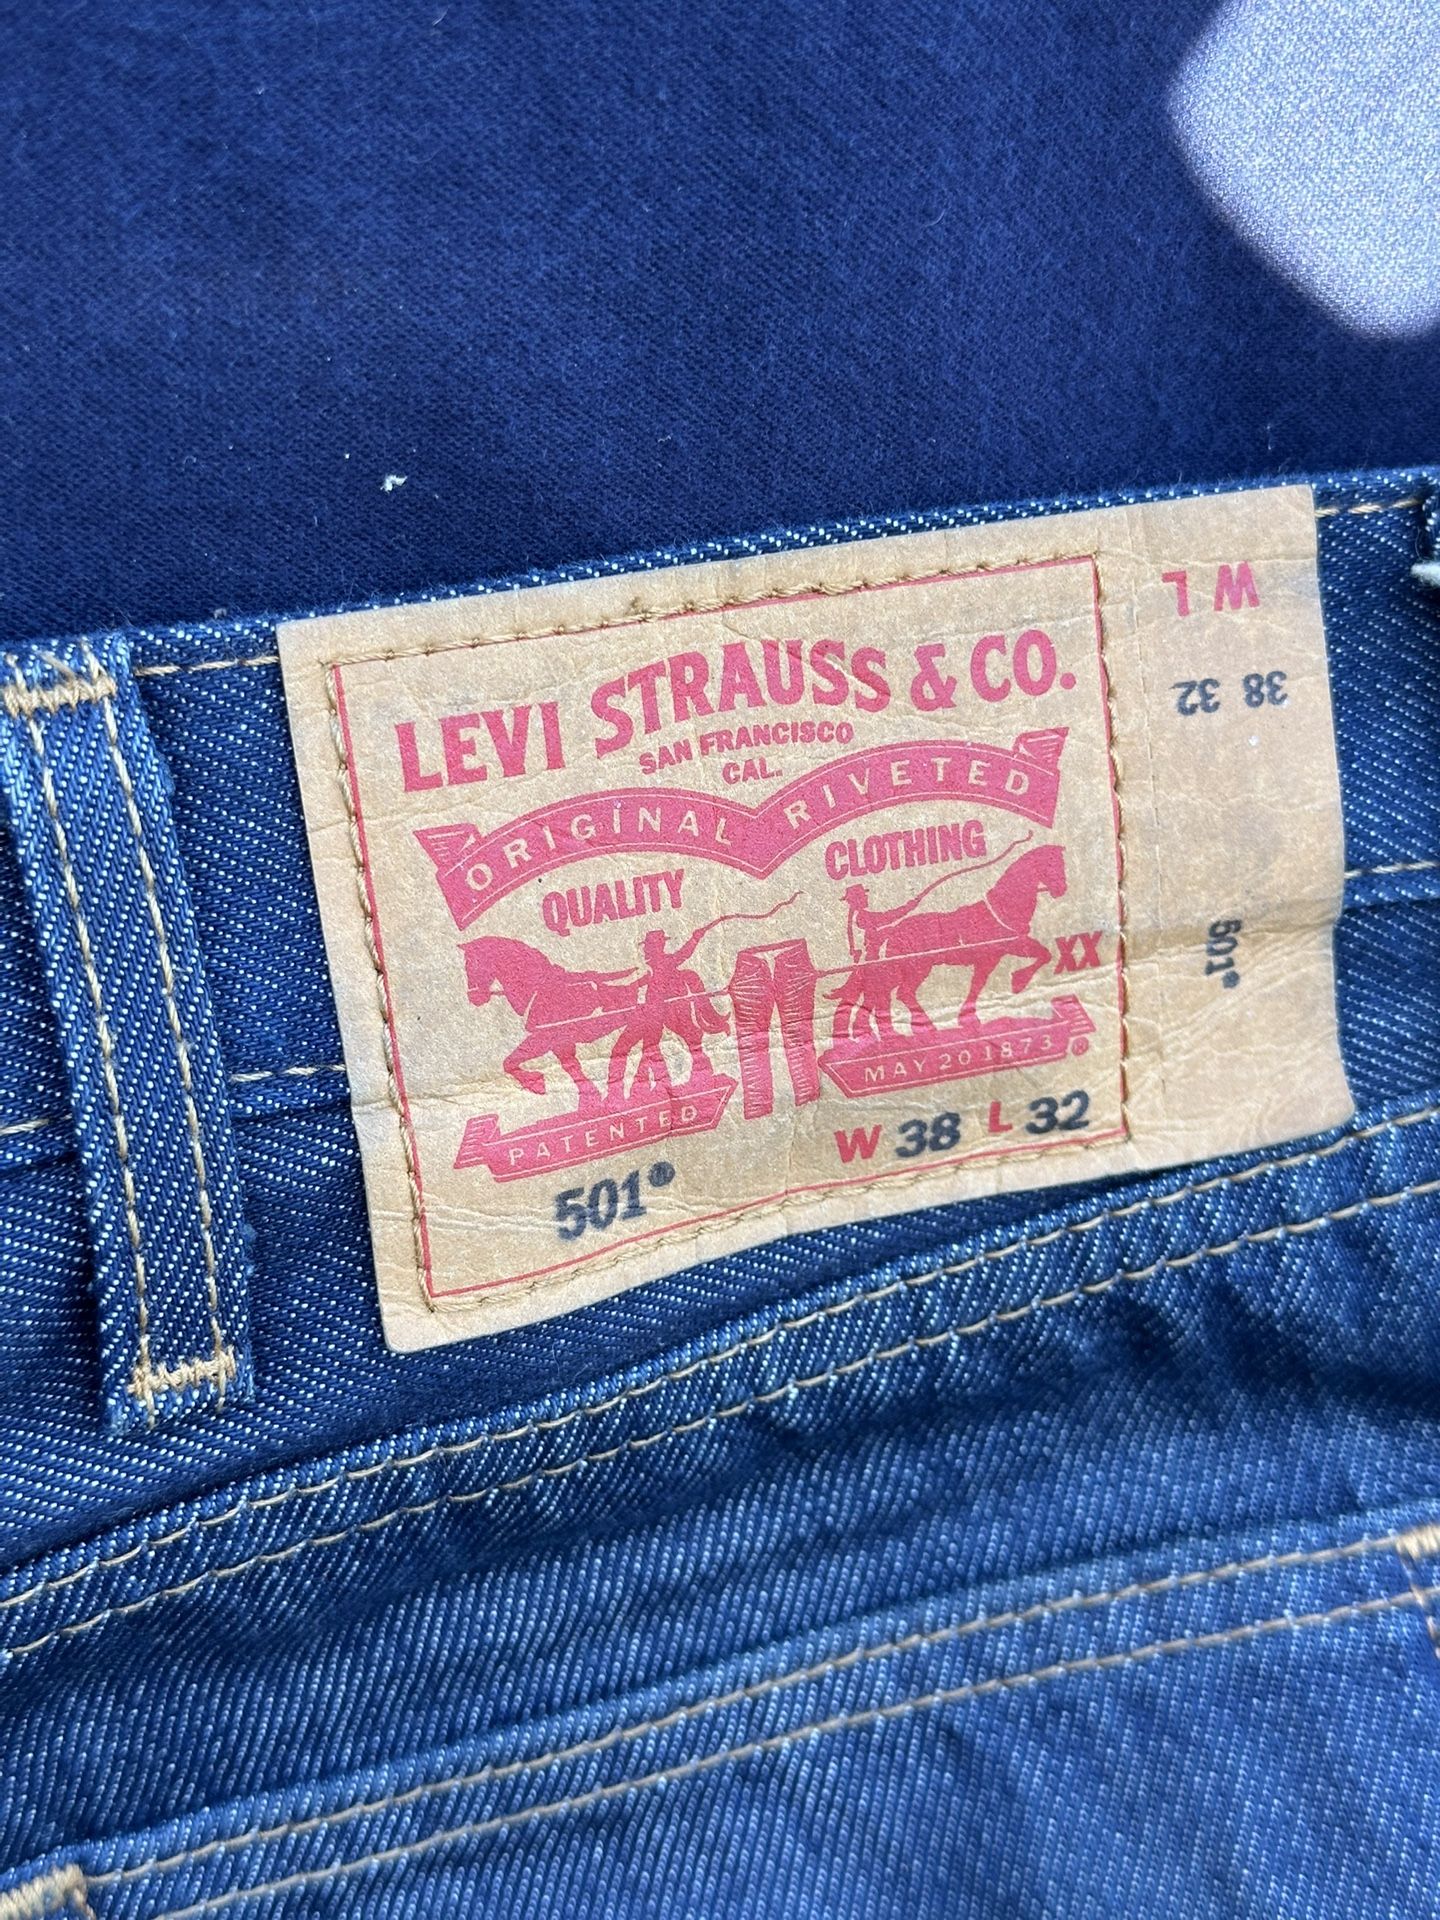 LEVI STRAUSS & CO.
SAN FRANCISCO
CAL.
ORIGINAL RIVETED
QUALITY CLOTHING
XX
PATENTED MAY 20 1873 ®
501® W 38 L 32
W L
38 32
501®